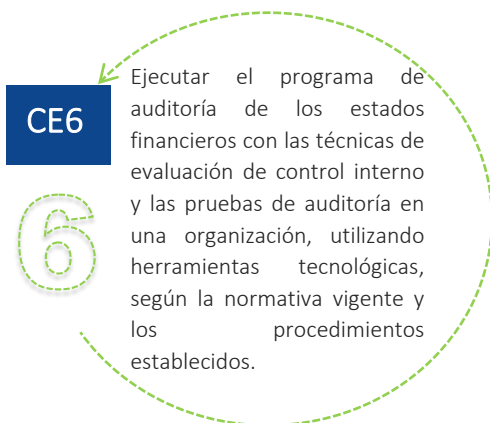 CE6
6
Ejecutar el programa de
auditoría de los estados
financieros con las técnicas de
evaluación de control interno
y las pruebas de auditoría en
una organización, utilizando
herramientas tecnológicas,
según la normativa vigente y
los procedimientos
establecidos.